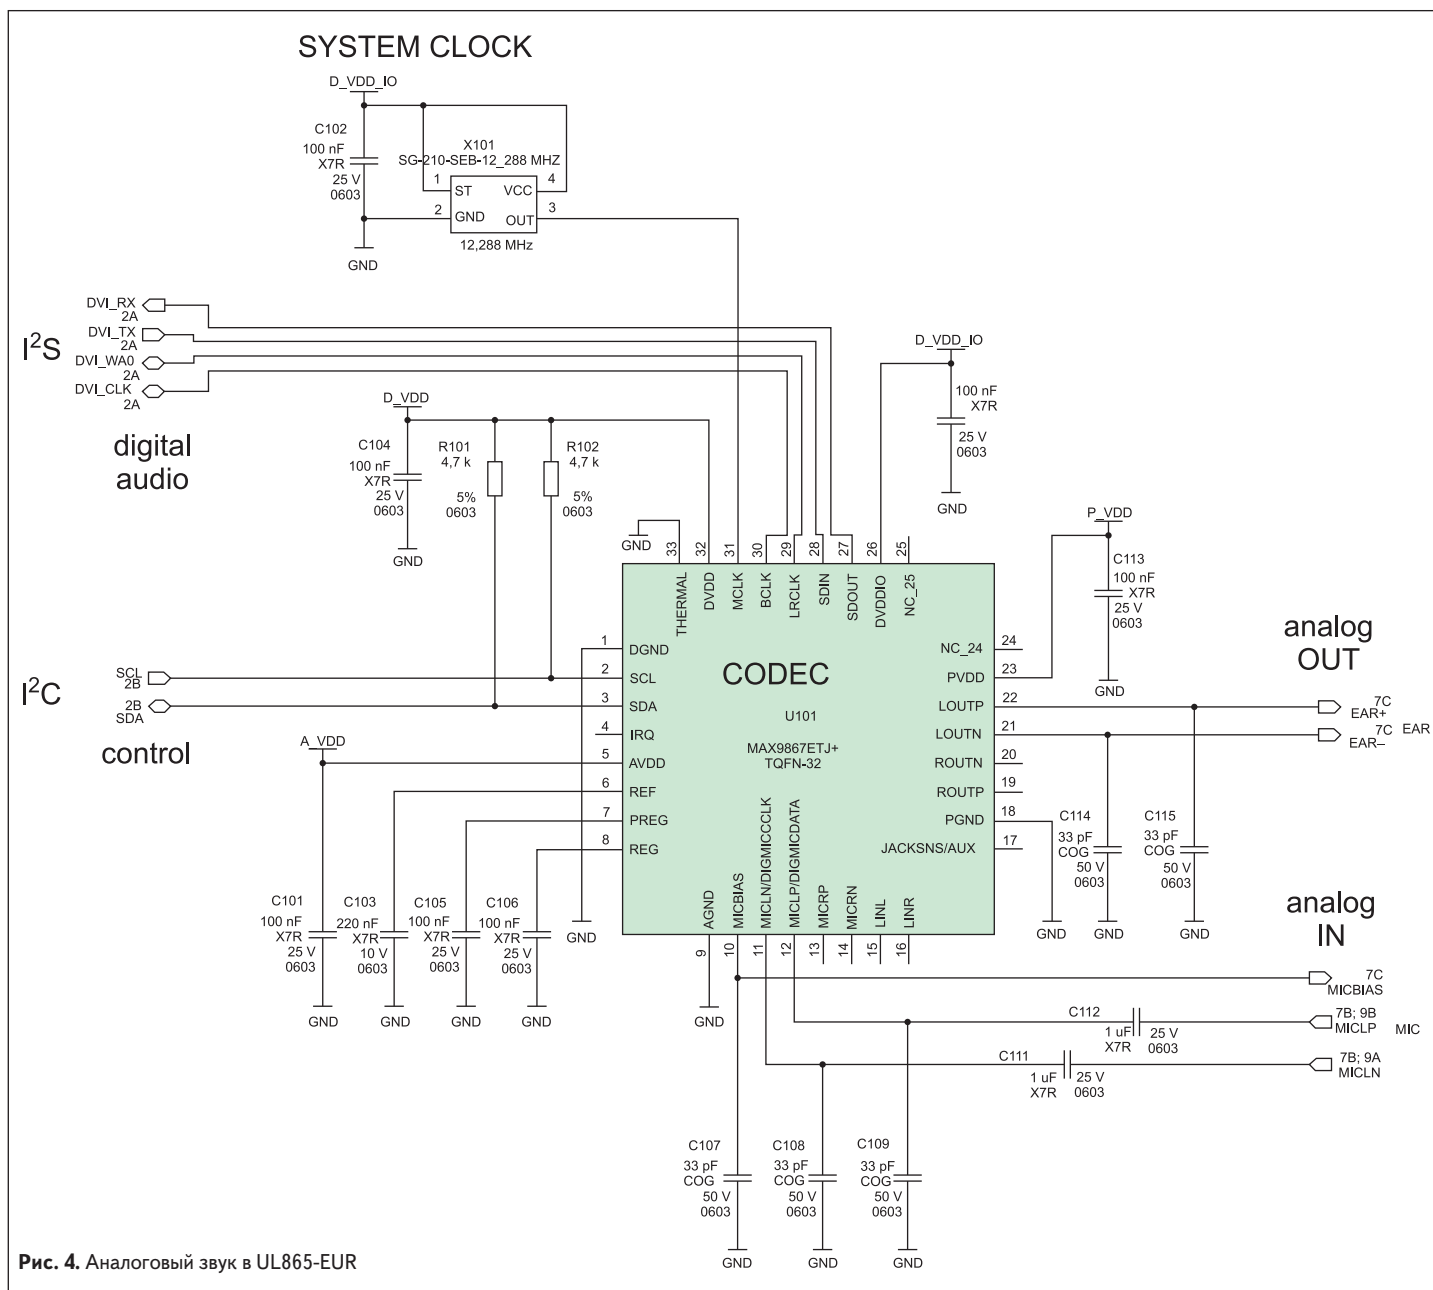 SYSTEM CLOCK
D_VDD_IO
C102
100 nF
X7R
25 V
0603
X101
SG-210-SEB-12_288 MHZ
1
ST
VCC
4
2
GND
OUT
3
12,288 MHz
GND
I²S
DVI_RX
2A
DVI_TX
2A
DVI_WA0
2A
DVI_CLK
2A
digital
audio
D_VDD
C104
100 nF
X7R
25 V
0603
GND
R101
4,7 k
5%
0603
R102
4,7 k
5%
0603
D_VDD_IO
100 nF
X7R
25 V
0603
GND
P_VDD
C113
100 nF
X7R
25 V
0603
GND
GND
33
32
31
30
29
28
27
26
25
THERMAL
DVDD
MCLK
BCLK
LRCLK
SDIN
SDOUT
DVDDIO
NC_25
I²C
SCL
2B
2B
SDA
control
1
DGND
2
SCL
3
SDA
4
IRQ
5
AVDD
6
REF
7
PREG
8
REG
CODEC
U101
MAX9867ETJ+
TQFN-32
NC_24
24
PVDD
23
LOUTP
22
LOUTN
21
ROUTN
20
ROUTP
19
PGND
18
JACKSNS/AUX
17
analog
OUT
7C
EAR+
7C
EAR–
EAR
A_VDD
C101
100 nF
X7R
25 V
0603
GND
C103
220 nF
X7R
10 V
0603
GND
C105
100 nF
X7R
25 V
0603
GND
C106
100 nF
X7R
25 V
0603
GND
GND
AGND
MICBIAS
MICLN/DIGMICCCLK
MICLP/DIGMICDATA
MICRP
MICRN
LINL
LINR
9
10
11
12
13
14
15
16
GND
GND
C114
33 pF
COG
50 V
0603
GND
C115
33 pF
COG
50 V
0603
GND
analog
IN
7C
MICBIAS
C112
1 uF
X7R
25 V
0603
7B; 9B
MICLP
MIC
C111
1 uF
X7R
25 V
0603
7B; 9A
MICLN
C107
33 pF
COG
50 V
0603
GND
C108
33 pF
COG
50 V
0603
GND
C109
33 pF
COG
50 V
0603
GND
Рис. 4. Аналоговый звук в UL865-EUR